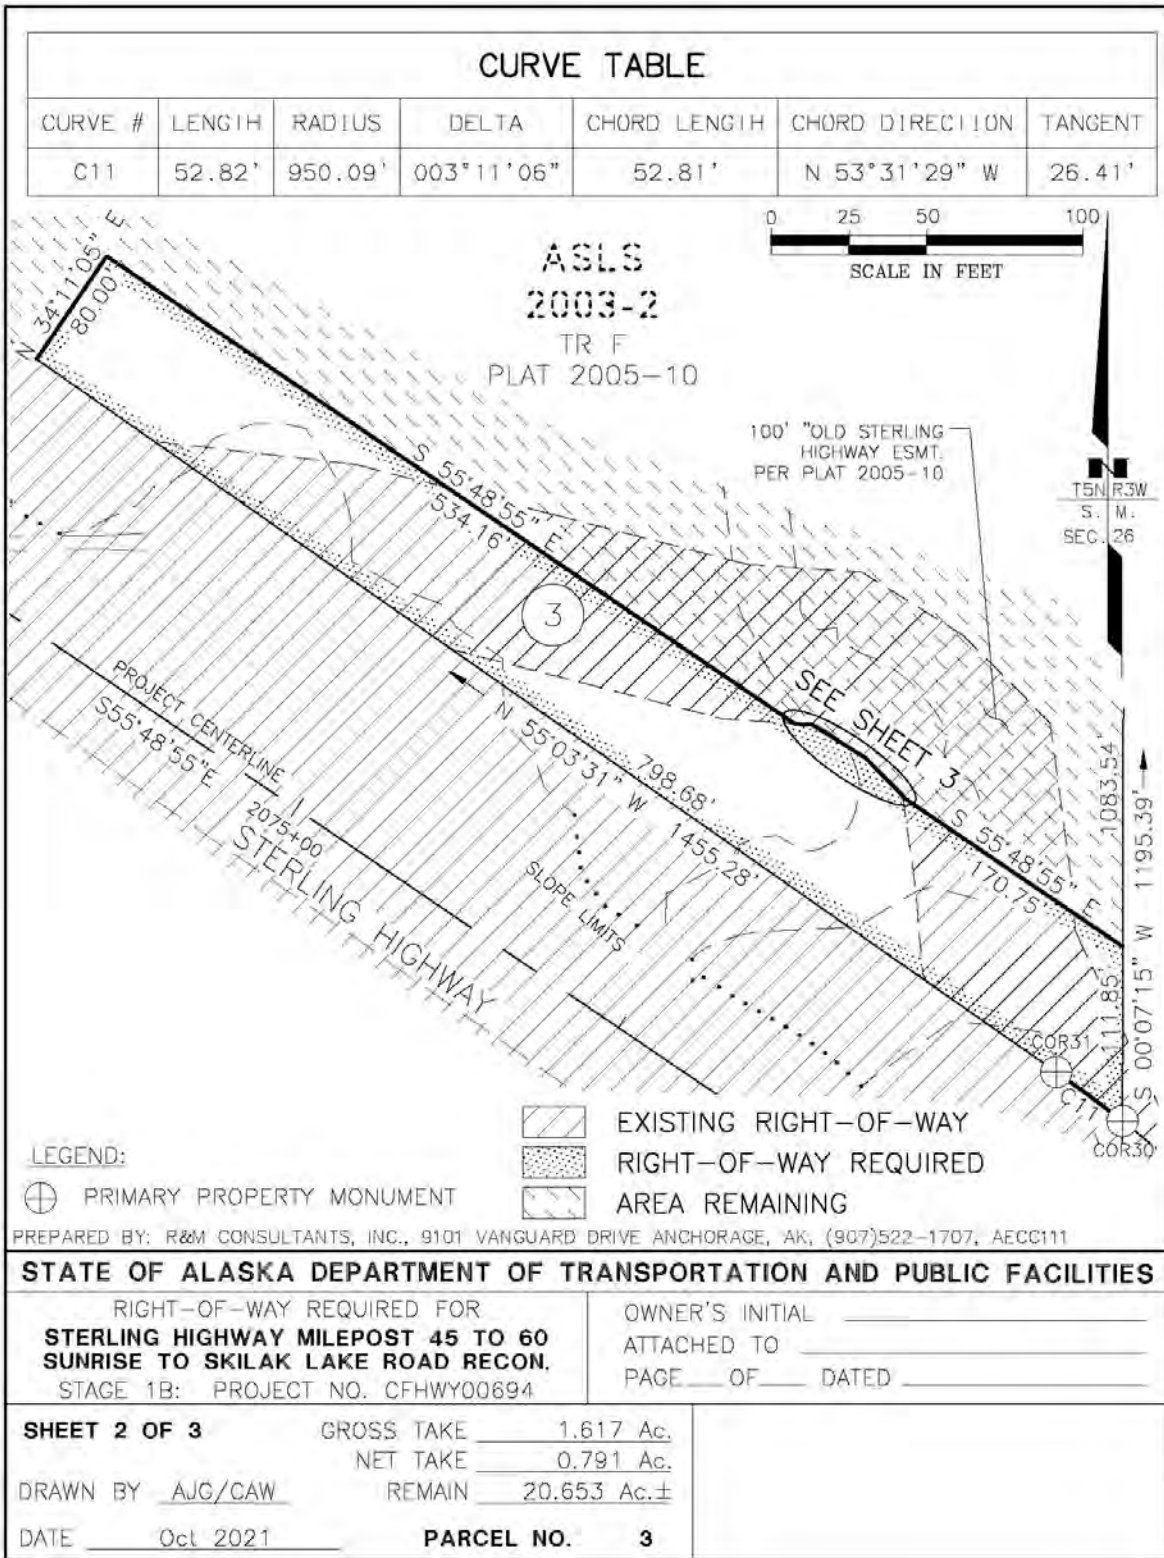 CURVE TABLE
CURVE # LENGTH RADIUS DELTA CHORD LENGTH CHORD DIRECTION TANGENT
C11 52.82' 950.09' 003°11'06" 52.81' N 53°31'29" W 26.41'
0 25 50 100
SCALE IN FEET
ASLS
2003-2
TR F
PLAT 2005-10
N 34°11'05" E
80.00'
100' "OLD STERLING
HIGHWAY ESMT.
PER PLAT 2005-10
N
T5N R3W
S. M.
SEC. 26
S 55°48'55" E
534.16'
3
SEE SHEET 3
PROJECT CENTERLINE
S55°48'55"E
2075+00
STERLING HIGHWAY
N 55°03'31" W
798.68'
1455.28'
SLOPE LIMITS
S 55°48'55" E
170.75'
1083.54'
111.85'
S 00°07'15" W 1195.39'
COR31
C11
COR30
LEGEND:
PRIMARY PROPERTY MONUMENT
EXISTING RIGHT-OF-WAY
RIGHT-OF-WAY REQUIRED
AREA REMAINING
PREPARED BY: R&M CONSULTANTS, INC., 9101 VANGUARD DRIVE ANCHORAGE, AK, (907)522-1707, AECC111
STATE OF ALASKA DEPARTMENT OF TRANSPORTATION AND PUBLIC FACILITIES
RIGHT-OF-WAY REQUIRED FOR
STERLING HIGHWAY MILEPOST 45 TO 60
SUNRISE TO SKILAK LAKE ROAD RECON.
STAGE 1B: PROJECT NO. CFHWY00694
OWNER'S INITIAL
ATTACHED TO
PAGE OF DATED
SHEET 2 OF 3
GROSS TAKE 1.617 Ac.
NET TAKE 0.791 Ac.
DRAWN BY AJG/CAW
REMAIN 20.653 Ac.±
DATE Oct 2021
PARCEL NO. 3